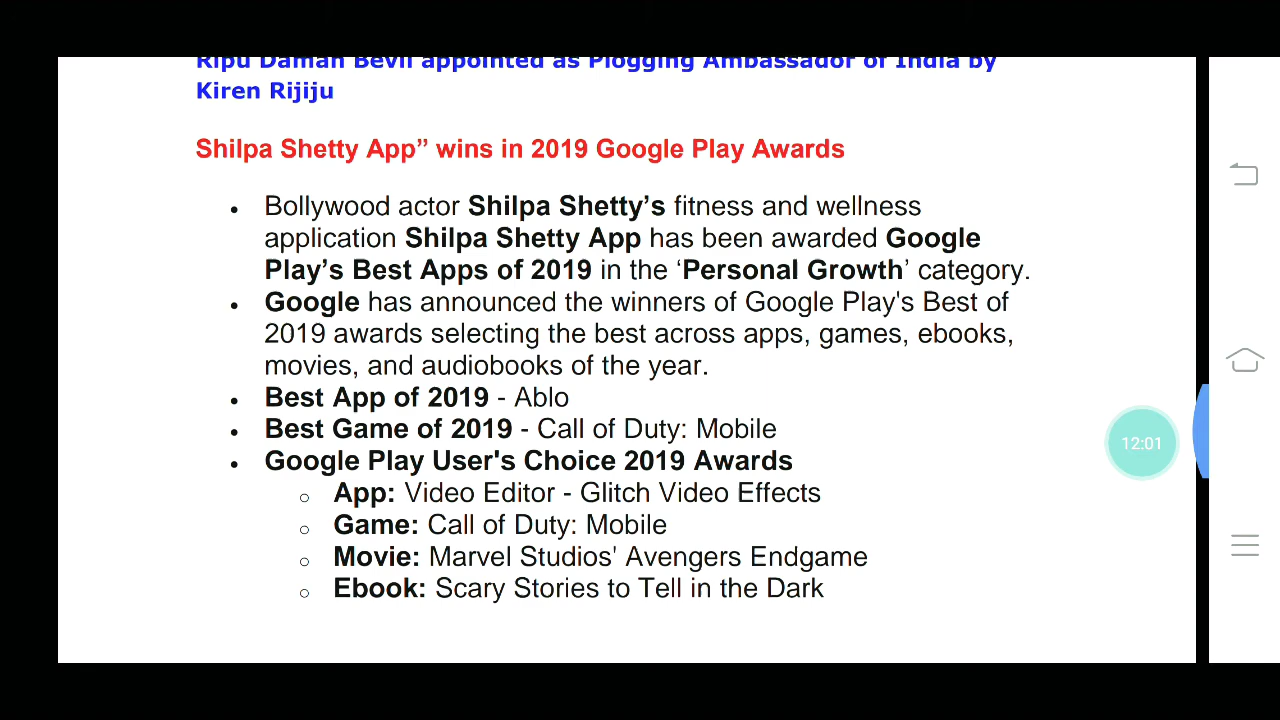 Ripu Daman Bevli appointed as Plogging Ambassador of India by
Kiren Rijiju
Shilpa Shetty App” wins in 2019 Google Play Awards
• Bollywood actor Shilpa Shetty’s fitness and wellness
application Shilpa Shetty App has been awarded Google
Play’s Best Apps of 2019 in the ‘Personal Growth’ category.
• Google has announced the winners of Google Play's Best of
2019 awards selecting the best across apps, games, ebooks,
movies, and audiobooks of the year.
• Best App of 2019 - Ablo
• Best Game of 2019 - Call of Duty: Mobile
• Google Play User's Choice 2019 Awards
○ App: Video Editor - Glitch Video Effects
○ Game: Call of Duty: Mobile
○ Movie: Marvel Studios' Avengers Endgame
○ Ebook: Scary Stories to Tell in the Dark
12:01